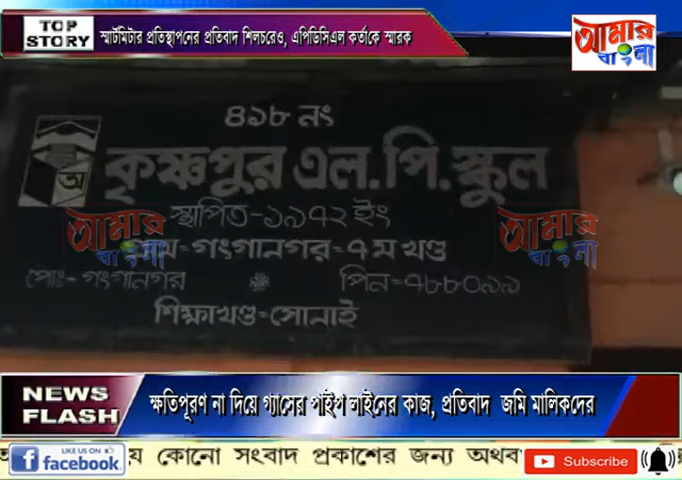 TOP STORY
স্মার্টমিটার প্রতিস্থাপনের প্রতিবাদ শিলচরেও, এপিডিসিএল কর্তাকে স্মারক
আমার বাংলা
৪১৮ নং
অ
কৃষ্ণপুর এল.পি.স্কুল
স্থাপিত-১৯৭২ ইং
আমার বাংলা
আমার বাংলা
গ্রাম=গংগানগর=৭ম খণ্ড
পোঃ-গংগানগর
পিন=৭৮৮০১১
শিক্ষাখণ্ড=সোনাই
NEWS FLASH
ক্ষতিপূরণ না দিয়ে গ্যাসের পাইপ লাইনের কাজ, প্রতিবাদ জমি মালিকদের
LIKE US ON
facebook
যে কোনো সংবাদ প্রকাশের জন্য
Subscribe